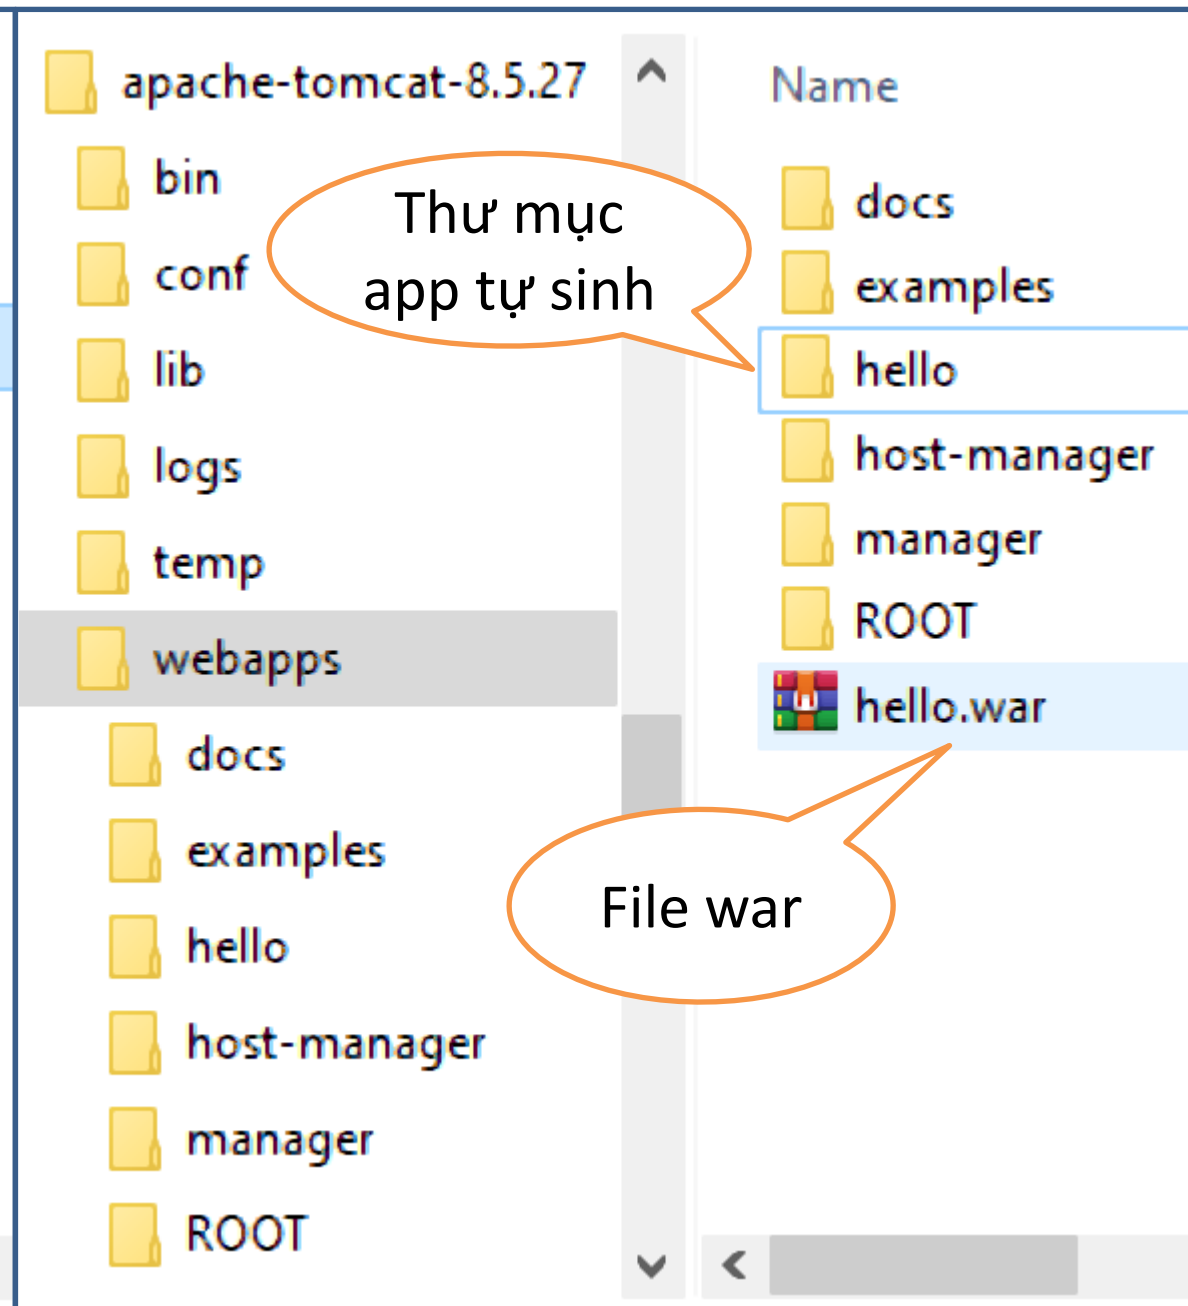 apache-tomcat-8.5.27
bin
conf
lib
logs
temp
webapps
docs
examples
hello
host-manager
manager
ROOT
Name
docs
examples
hello
host-manager
manager
ROOT
hello.war
Thư mục
app tự sinh
File war